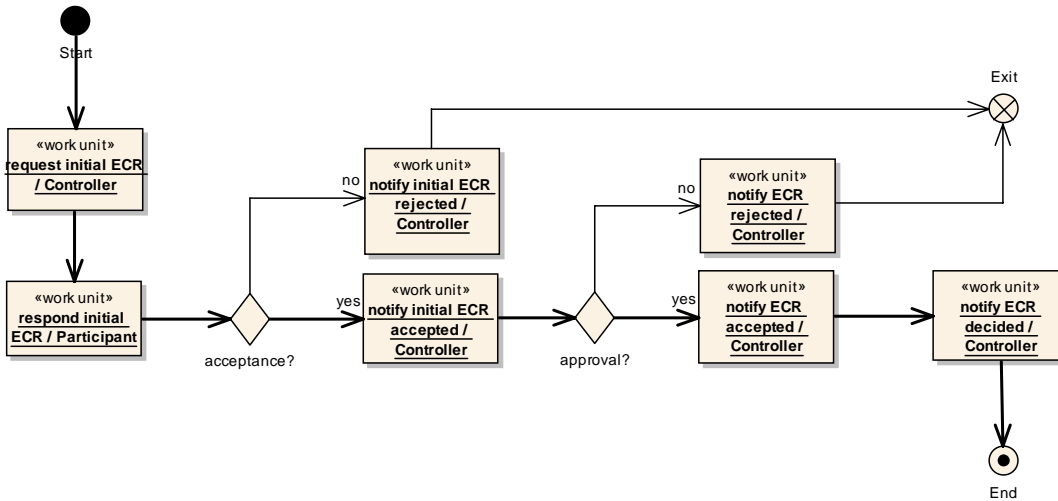 Start
«work unit»
request initial ECR
/ Controller
«work unit»
respond initial
ECR / Participant
acceptance?
no
«work unit»
notify initial ECR
rejected /
Controller
yes
«work unit»
notify initial ECR
accepted /
Controller
approval?
no
«work unit»
notify ECR
rejected /
Controller
Exit
yes
«work unit»
notify ECR
accepted /
Controller
«work unit»
notify ECR
decided /
Controller
End